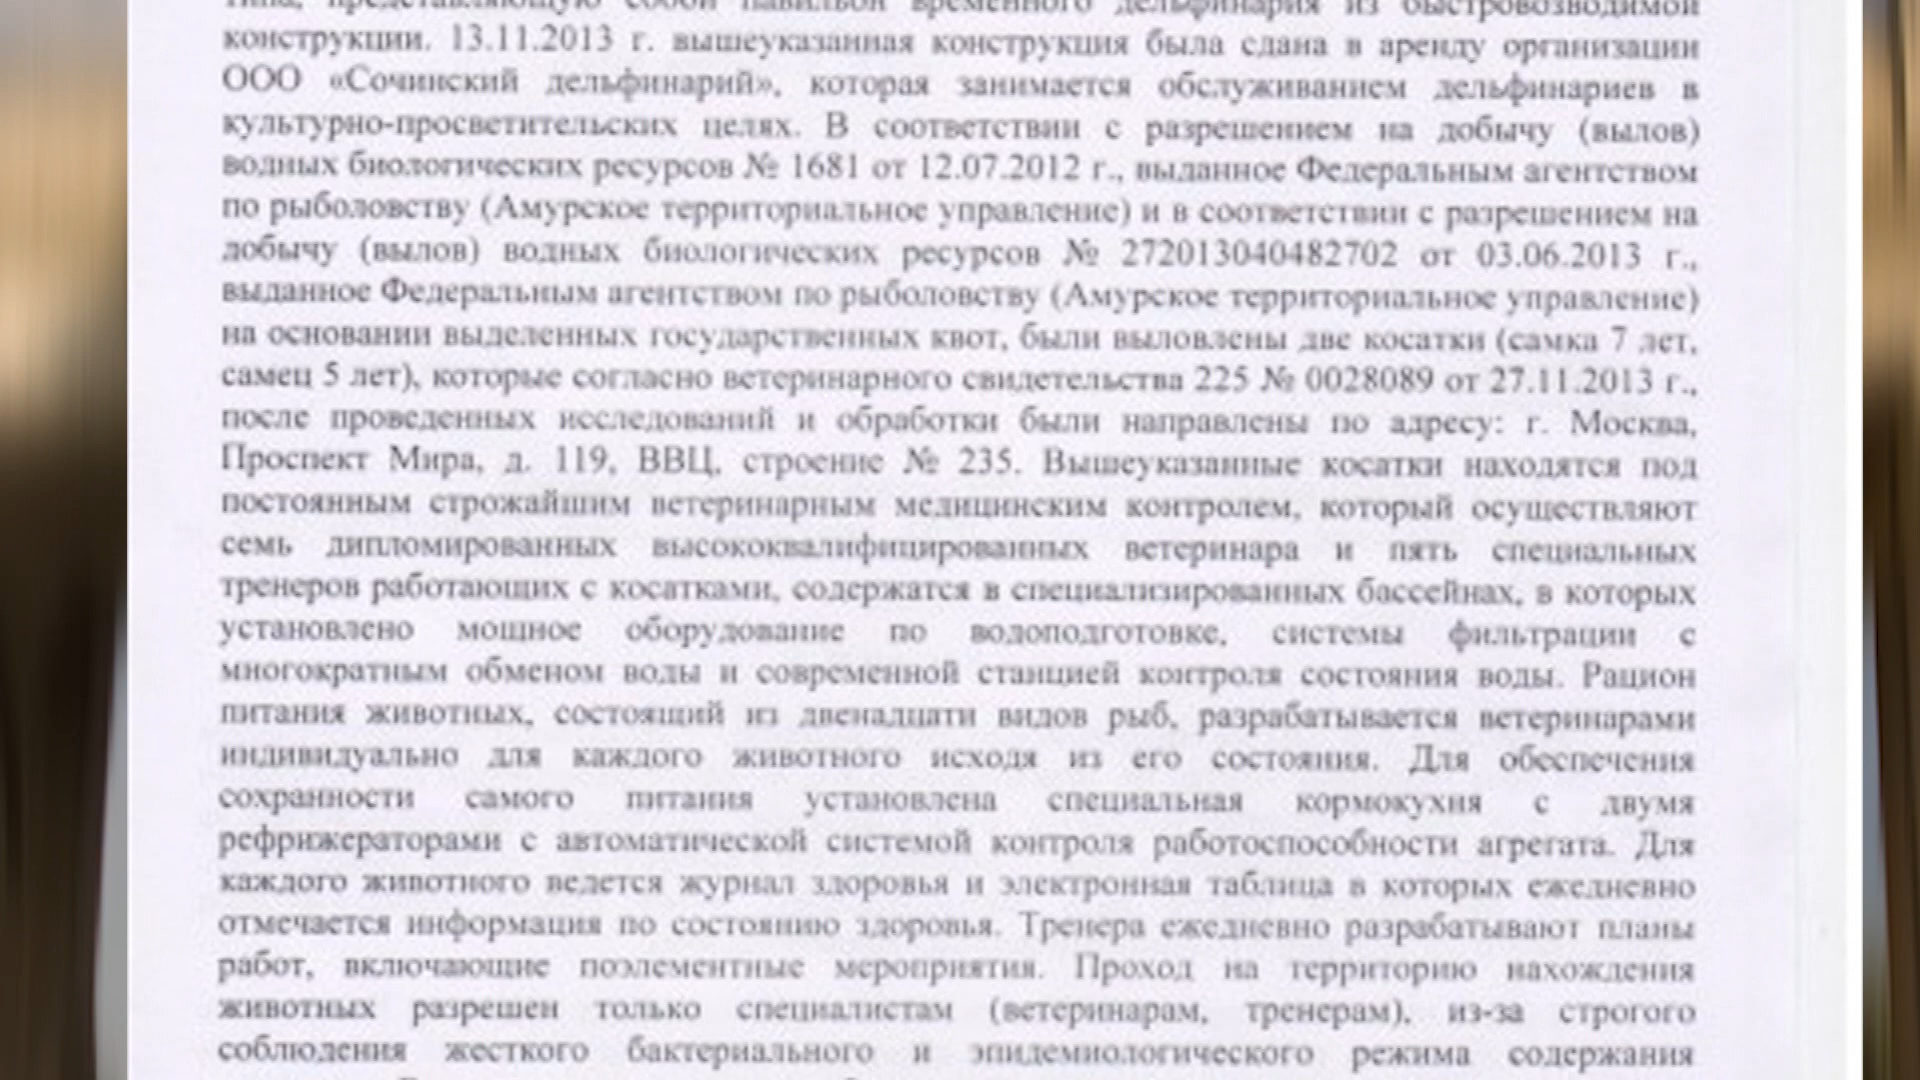 типа, представляющую собой павильон временного дельфинария из быстровозводимой
конструкции. 13.11.2013 г. вышеуказанная конструкция была сдана в аренду организации
ООО «Сочинский дельфинарий», которая занимается обслуживанием дельфинариев в
культурно-просветительских целях. В соответствии с разрешением на добычу (вылов)
водных биологических ресурсов № 1681 от 12.07.2012 г., выданное Федеральным агентством
по рыболовству (Амурское территориальное управление) и в соответствии с разрешением на
добычу (вылов) водных биологических ресурсов № 272013040482702 от 03.06.2013 г.,
выданное Федеральным агентством по рыболовству (Амурское территориальное управление)
на основании выделенных государственных квот, были выловлены две косатки (самка 7 лет,
самец 5 лет), которые согласно ветеринарного свидетельства 225 № 0028089 от 27.11.2013 г.,
после проведенных исследований и обработки были направлены по адресу: г. Москва,
Проспект Мира, д. 119, ВВЦ, строение № 235. Вышеуказанные косатки находятся под
постоянным строжайшим ветеринарным медицинским контролем, который осуществляют
семь дипломированных высококвалифицированных ветеринара и пять специальных
тренеров работающих с косатками, содержатся в специализированных бассейнах, в которых
установлено мощное оборудование по водоподготовке, системы фильтрации с
многократным обменом воды и современной станцией контроля состояния воды. Рацион
питания животных, состоящий из двенадцати видов рыб, разрабатывается ветеринарами
индивидуально для каждого животного исходя из его состояния. Для обеспечения
сохранности самого питания установлена специальная кормокухня с двумя
рефрижераторами с автоматической системой контроля работоспособности агрегата. Для
каждого животного ведется журнал здоровья и электронная таблица в которых ежедневно
отмечается информация по состоянию здоровья. Тренера ежедневно разрабатывают планы
работ, включающие поэлементные мероприятия. Проход на территорию нахождения
животных разрешен только специалистам (ветеринарам, тренерам), из-за строгого
соблюдения жесткого бактериального и эпидемиологического режима содержания